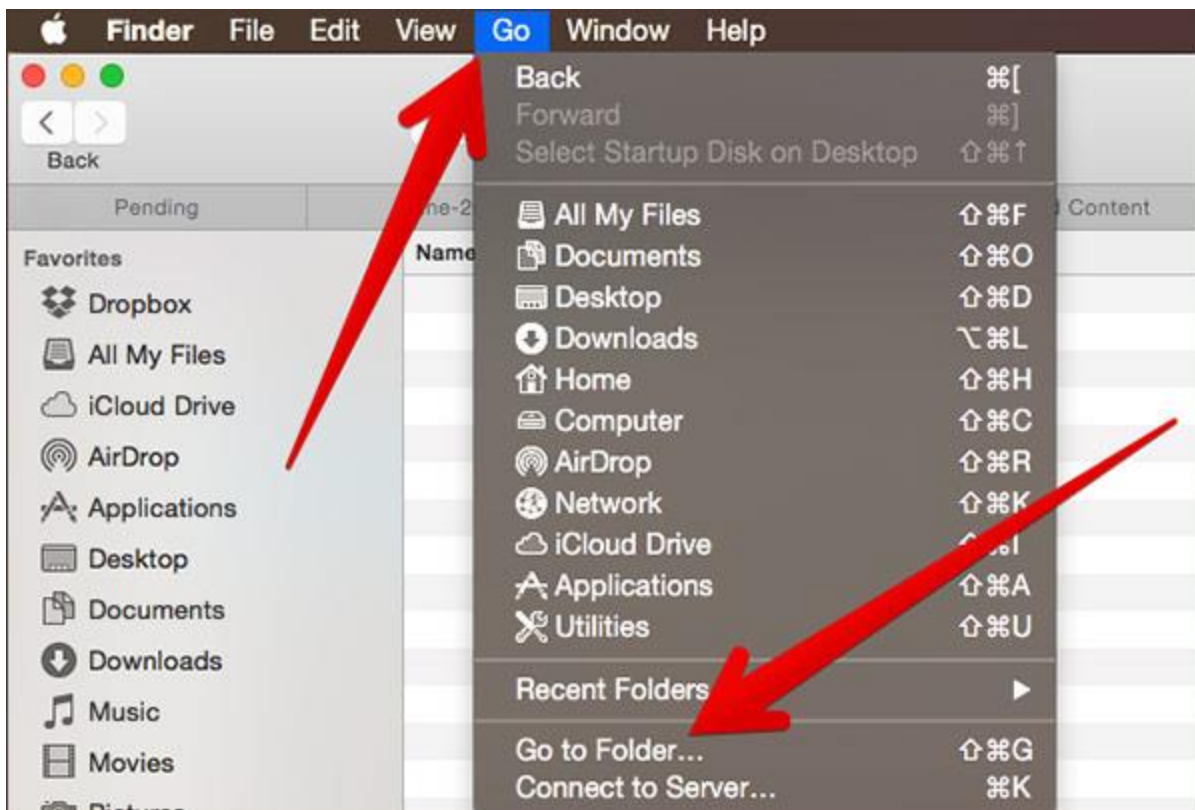 Finder File Edit View Go Window Help
Back
Pending
Content
Favorites
Name
Dropbox
All My Files
iCloud Drive
AirDrop
Applications
Desktop
Documents
Downloads
Music
Movies
Back ⌘[
Forward ⌘]
Select Startup Disk on Desktop ⇧⌘↑
All My Files ⇧⌘F
Documents ⇧⌘O
Desktop ⇧⌘D
Downloads ⌥⌘L
Home ⇧⌘H
Computer ⇧⌘C
AirDrop ⇧⌘R
Network ⇧⌘K
iCloud Drive ⇧⌘I
Applications ⇧⌘A
Utilities ⇧⌘U
Recent Folders ▶
Go to Folder... ⇧⌘G
Connect to Server... ⌘K